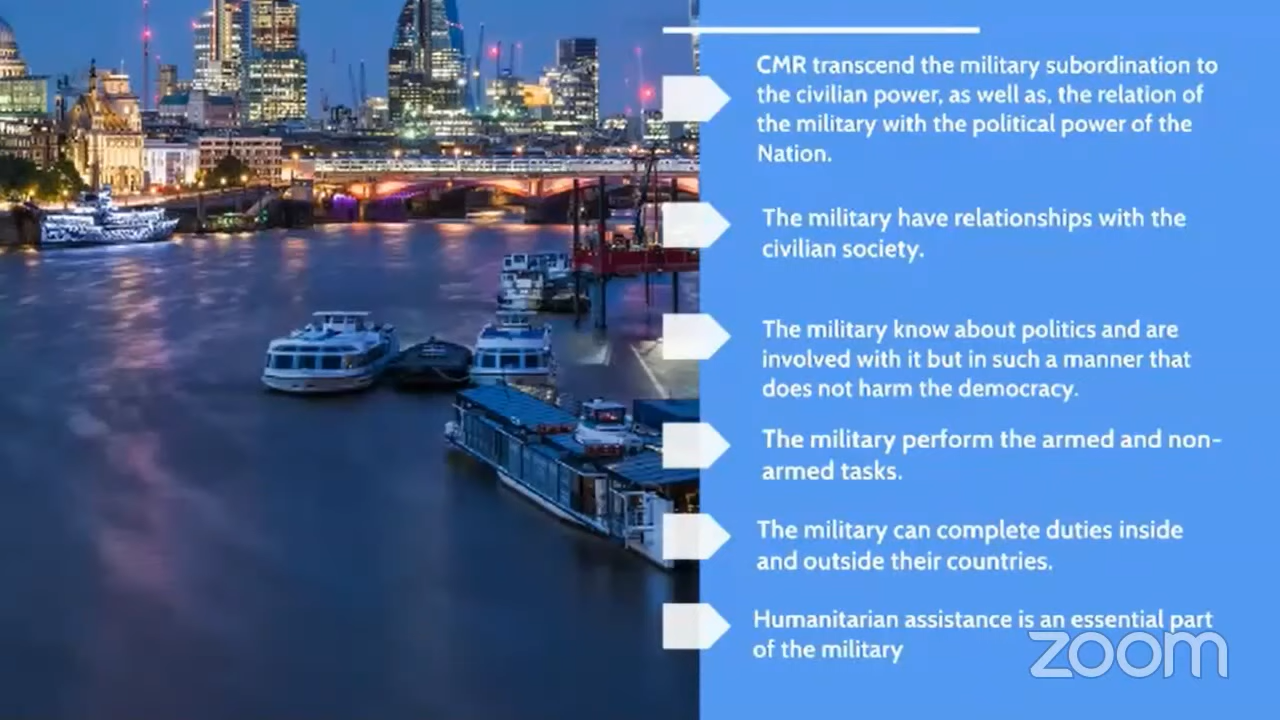 CMR transcend the military subordination to
the civilian power, as well as, the relation of
the military with the political power of the
Nation.
The military have relationships with the
civilian society.
The military know about politics and are
involved with it but in such a manner that
does not harm the democracy.
The military perform the armed and non-
armed tasks.
The military can complete duties inside
and outside their countries.
Humanitarian assistance is an essential part
of the military
zoom